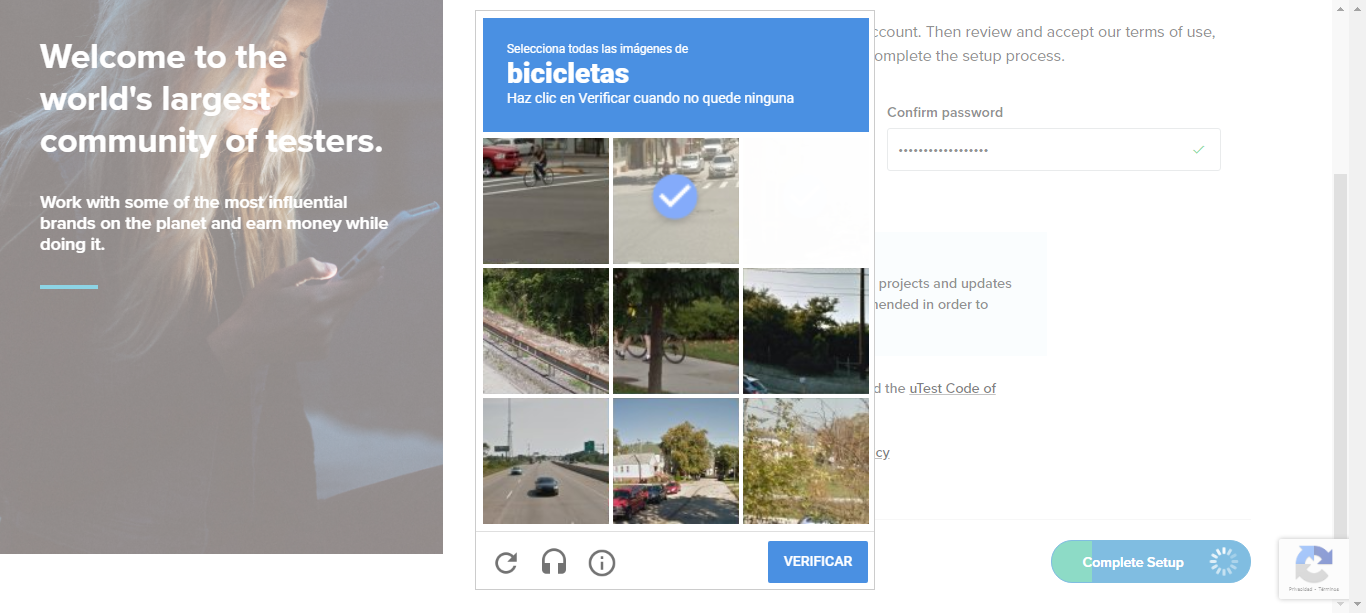 Welcome to the
world's largest
community of testers.
Work with some of the most influential
brands on the planet and earn money while
doing it.
Selecciona todas las imágenes de
bicicletas
Haz clic en Verificar cuando no quede ninguna
VERIFICAR
ccount. Then review and accept our terms of use,
omplete the setup process.
Confirm password
projects and updates
nended in order to
d the uTest Code of
cy
Complete Setup
Privacidad - Términos